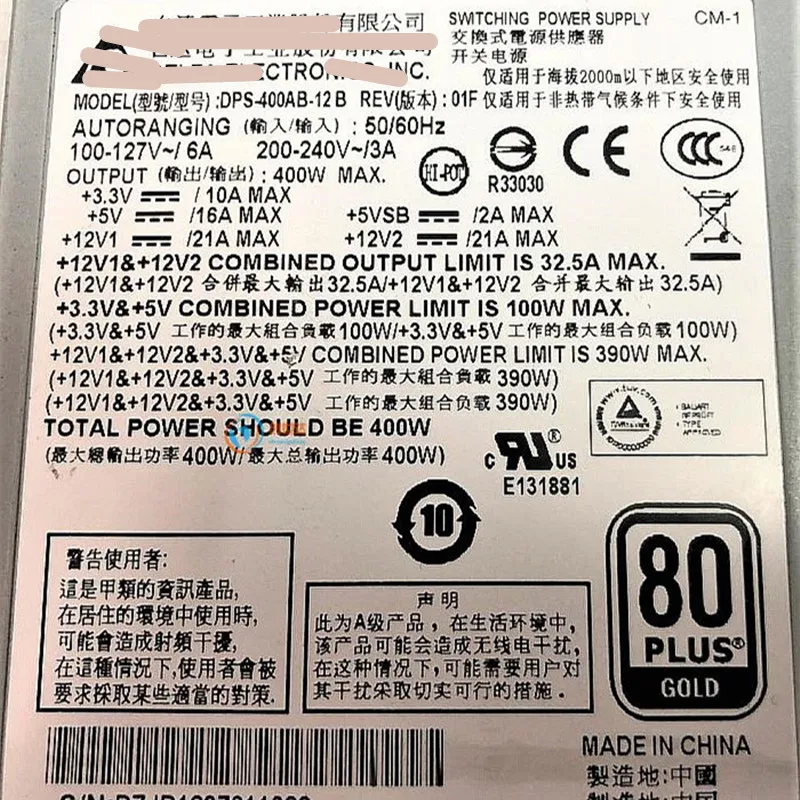 有限公司
SWITCHING POWER SUPPLY CM-1
交換式電源供應器
开关电源
ELECTRONICS, INC.
仅适用于海拔2000m以下地区安全使用
MODEL(型號/型号) :DPS-400AB-12 B REV(版本) : 01F 仅适用于非热带气候条件下安全使用
AUTORANGING (輸入/输入) : 50/60Hz
100-127V~/ 6A 200-240V~/3A
OUTPUT (輸出/输出) : 400W MAX.
HI-POT
R33030
+3.3V / 10A MAX
+5V /16A MAX +5VSB /2A MAX
+12V1 /21A MAX +12V2 /21A MAX
+12V1&+12V2 COMBINED OUTPUT LIMIT IS 32.5A MAX.
(+12V1&+12V2 合併最大輸出32.5A/+12V1&+12V2 合并最大输出32.5A)
+3.3V&+5V COMBINED POWER LIMIT IS 100W MAX.
(+3.3V&+5V 工作的最大組合負載100W/+3.3V&+5V 工作的最大组合负载100W)
+12V1&+12V2&+3.3V&+5V COMBINED POWER LIMIT IS 390W MAX.
(+12V1&+12V2&+3.3V&+5V 工作的最大組合負載 390W)
(+12V1&+12V2&+3.3V&+5V 工作的最大组合负载 390W)
TOTAL POWER SHOULD BE 400W
(最大總輸出功率 400W/ 最大总输出功率 400W)
www.tuv.com
TYPE
APPROVED
c RU ® US
E131881
10
警告使用者:
這是甲類的資訊產品,
在居住的環境中使用時,
可能會造成射頻干擾,
在這種情況下,使用者會被
要求採取某些適當的對策.
声明
此为A级产品，在生活环境中,
该产品可能会造成无线电干扰,
在这种情况下,可能需要用户对
其干扰采取切实可行的措施.
80
PLUS®
GOLD
MADE IN CHINA
製造地:中國